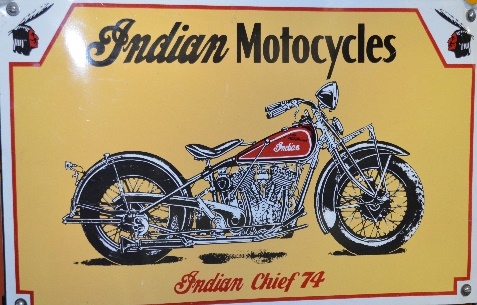 Indian Motocycles
Indian
Indian Chief 74